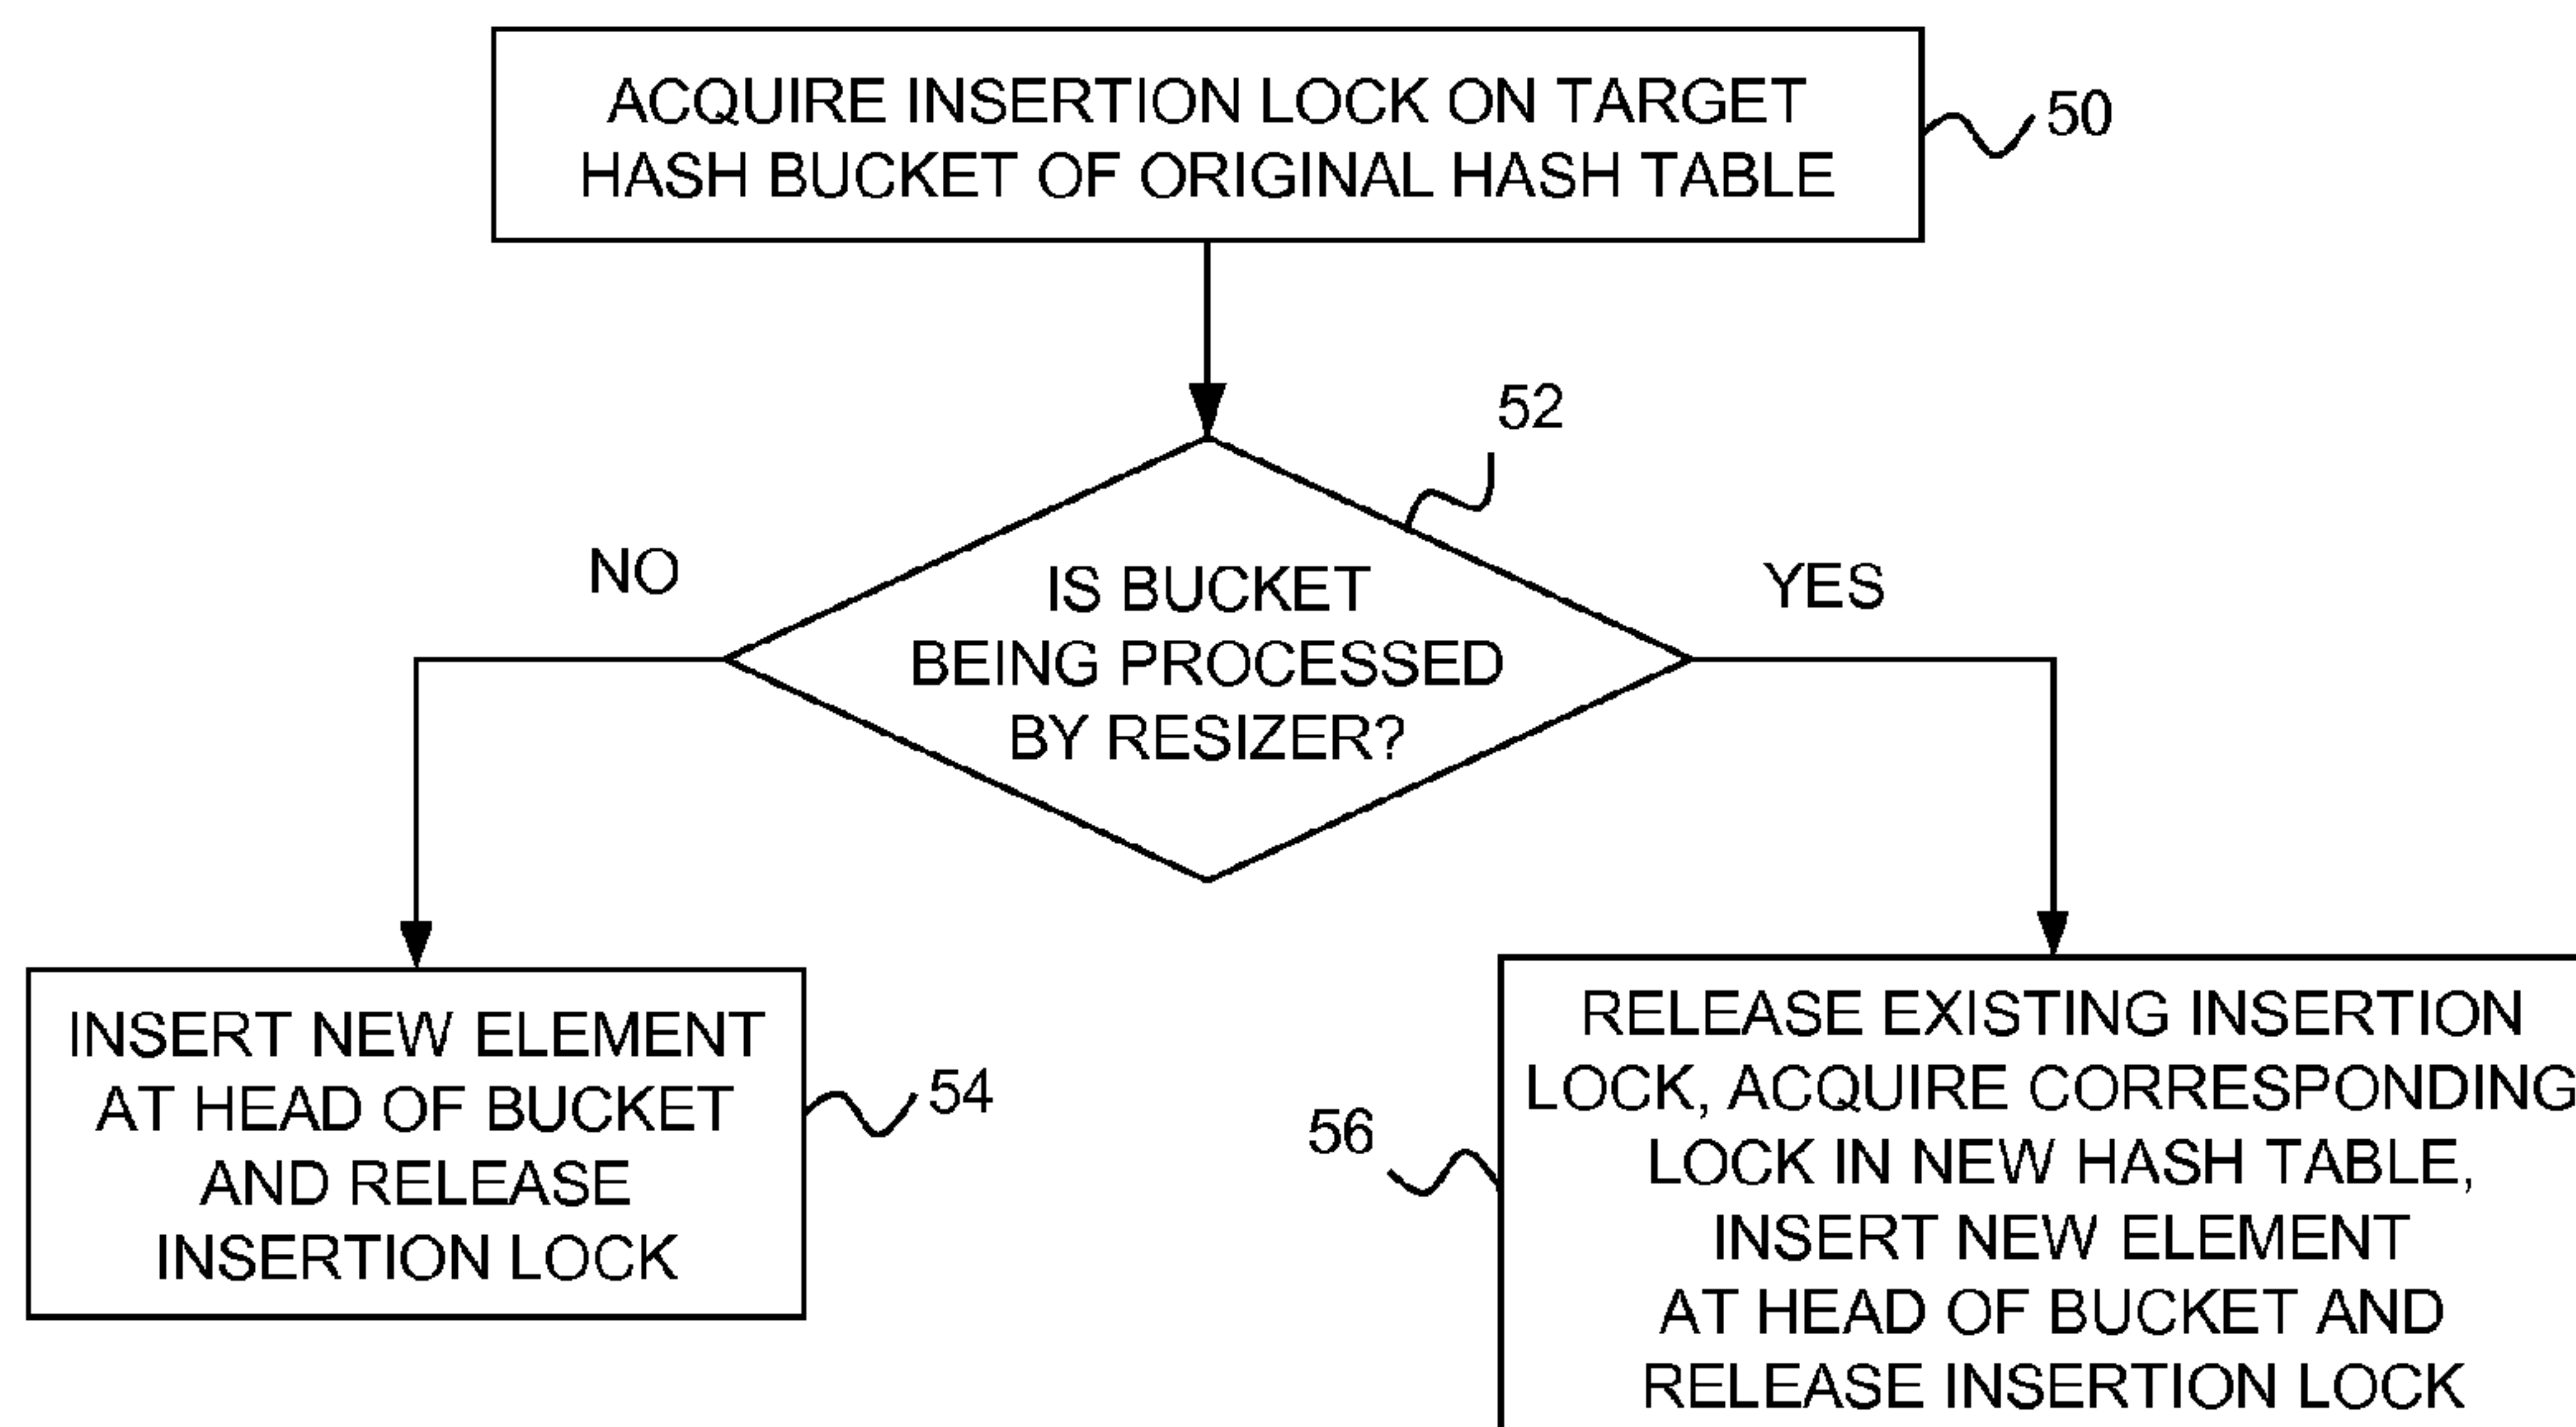 ACQUIRE INSERTION LOCK ON TARGET
HASH BUCKET OF ORIGINAL HASH TABLE
50
52
NO
YES
IS BUCKET
BEING PROCESSED
BY RESIZER?
INSERT NEW ELEMENT
AT HEAD OF BUCKET
AND RELEASE
INSERTION LOCK
54
56
RELEASE EXISTING INSERTION
LOCK, ACQUIRE CORRESPONDING
LOCK IN NEW HASH TABLE,
INSERT NEW ELEMENT
AT HEAD OF BUCKET AND
RELEASE INSERTION LOCK